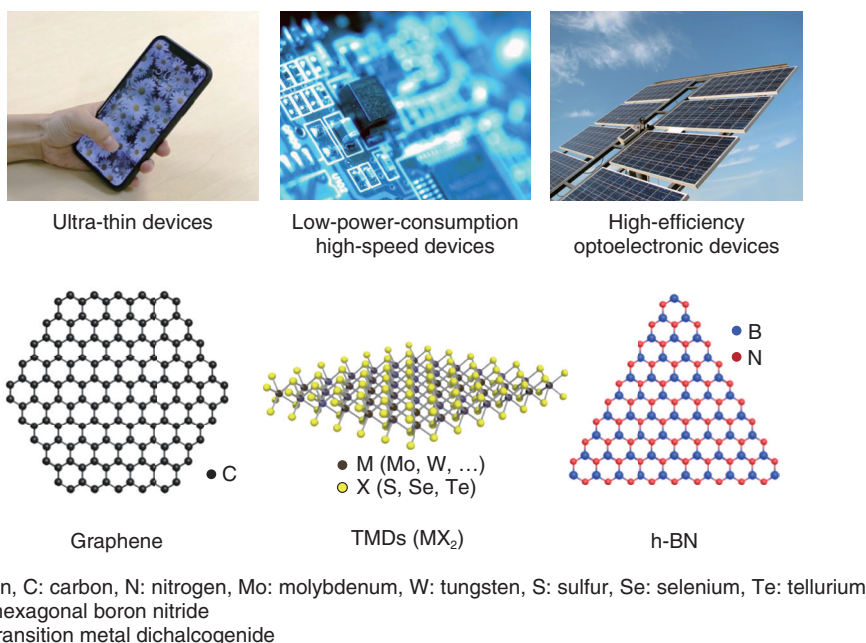 Ultra-thin devices
Low-power-consumption
high-speed devices
High-efficiency
optoelectronic devices
B
N
C
M (Mo, W, …)
X (S, Se, Te)
Graphene
TMDs (MX₂)
h-BN
n, C: carbon, N: nitrogen, Mo: molybdenum, W: tungsten, S: sulfur, Se: selenium, Te: tellurium
hexagonal boron nitride
ransition metal dichalcogenide